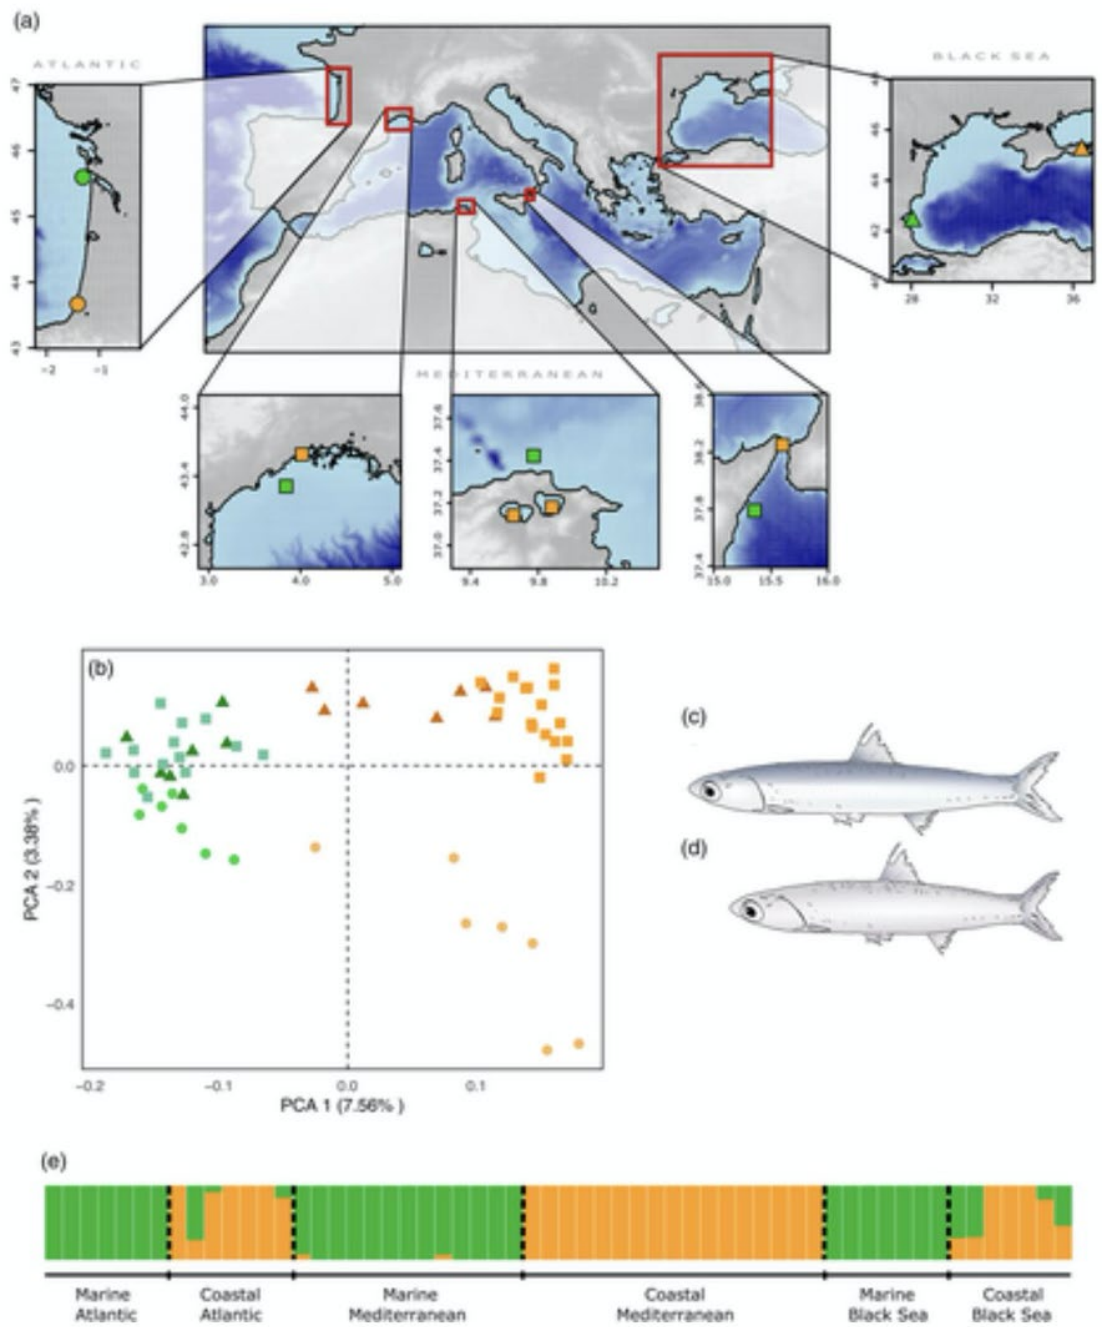 (a)
ATLANTIC
BLACK SEA
47
46
45
44
43
−2 −1
46
44
42
28 32 36
MEDITERRANEAN
44.0
43.4
42.8
3.0 4.0 5.0
37.6
37.4
37.2
37.0
9.4 9.8 10.2
38.6
38.2
37.8
37.4
15.0 15.5 16.0
(b)
0.0
−0.2
−0.4
PCA 2 (3.38% )
−0.2 −0.1 0.0 0.1
PCA 1 (7.56% )
(c)
(d)
(e)
Marine Atlantic
Coastal Atlantic
Marine Mediterranean
Coastal Mediterranean
Marine Black Sea
Coastal Black Sea